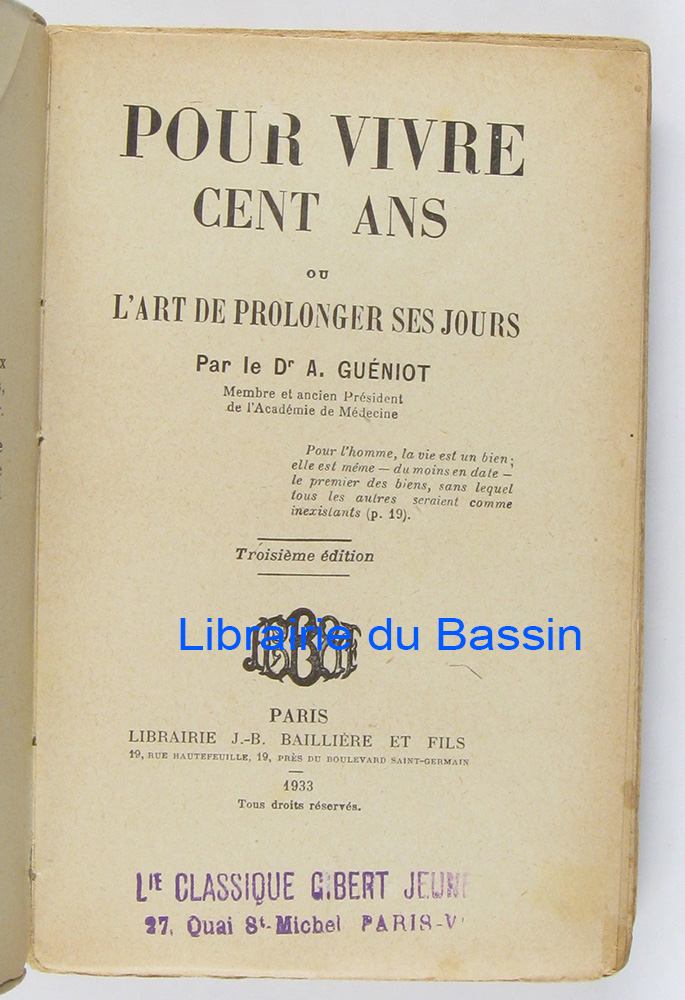 POUR VIVRE
CENT ANS
OU
L'ART DE PROLONGER SES JOURS
Par le Dr A. GUÉNIOT
Membre et ancien Président
de l'Académie de Médecine
Pour l'homme, la vie est un bien;
elle est même — du moins en date —
le premier des biens, sans lequel
tous les autres seraient comme
inexistants (p. 19).
Troisième édition
Librairie du Bassin
PARIS
LIBRAIRIE J.-B. BAILLIÈRE ET FILS
19, RUE HAUTEFEUILLE, 19, PRÈS DU BOULEVARD SAINT-GERMAIN
1933
Tous droits réservés.
LIE CLASSIQUE GIBERT JEUNE
27, Quai St-Michel PARIS-V